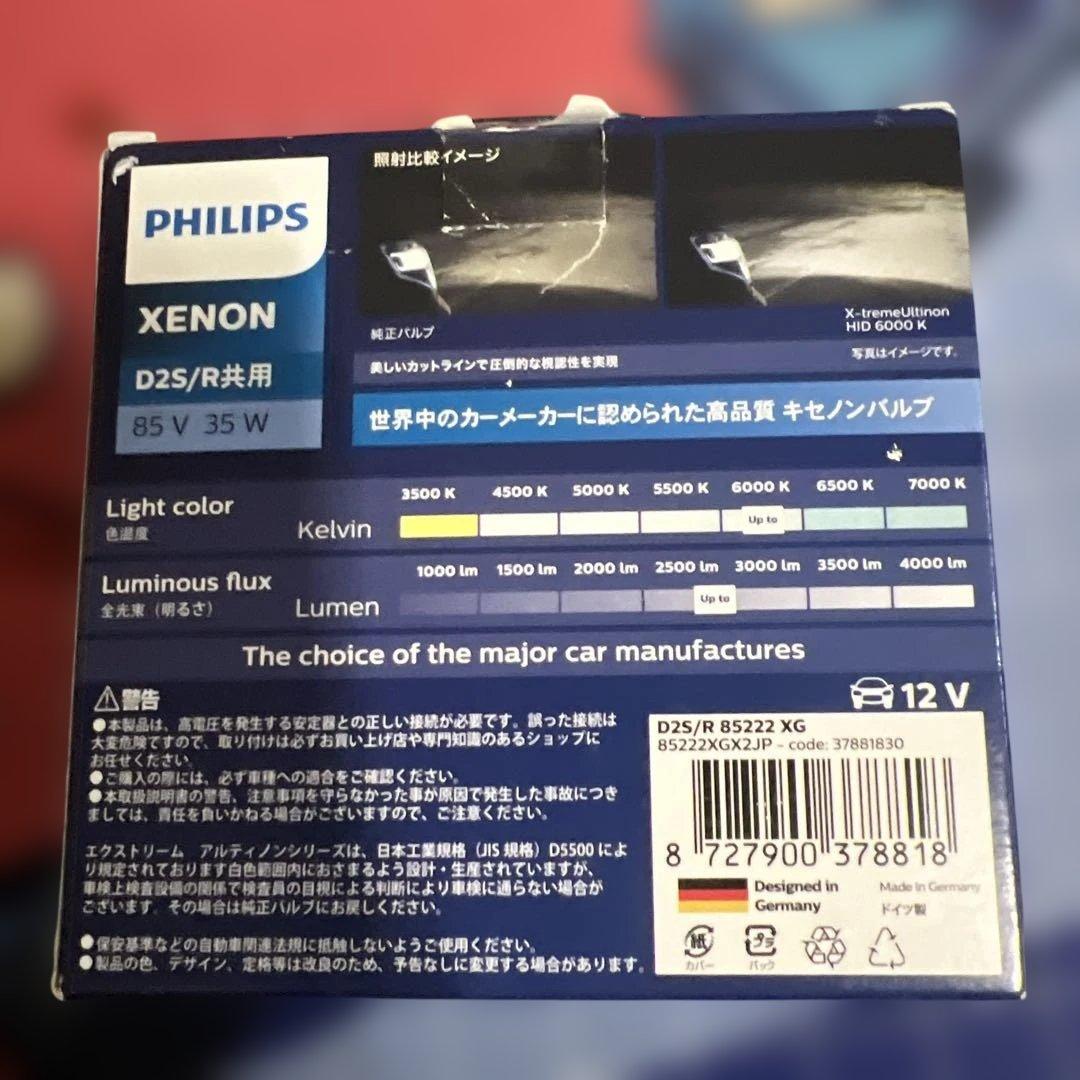 照射比較イメージ
PHILIPS
XENON
D2S/R共用
85 V 35 W
純正バルブ
X-tremeUltinon
HID 6000 K
写真はイメージです。
美しいカットラインで圧倒的な視認性を実現
世界中のカーメーカーに認められた高品質 キセノンバルブ
Light color
色温度
Kelvin
3500 K 4500 K 5000 K 5500 K 6000 K 6500 K 7000 K
Up to
Luminous flux
全光束（明るさ）
Lumen
1000 lm 1500 lm 2000 lm 2500 lm 3000 lm 3500 lm 4000 lm
Up to
The choice of the major car manufactures
警告
●本製品は、高電圧を発生する安定器との正しい接続が必要です。誤った接続は
大変危険ですので、取り付けは必ずお買い上げ店や専門知識のあるショップに
お任せください。
●ご購入の際には、必ず車種への適合をご確認ください。
●本取扱説明書の警告、注意事項を守らなかった事が原因で発生した事故につき
ましては、責任を負いかねる場合がございますので、ご注意ください。
エクストリーム アルティノンシリーズは、日本工業規格（JIS 規格）D5500 によ
り規定されております白色範囲内におさまるよう設計・生産されていますが、
車検上検査設備の関係で検査員の目視による判断により車検に通らない場合が
ございます。その場合は純正バルブにお戻しください。
●保安基準などの自動車関連法規に抵触しないようご使用ください。
●製品の色、デザイン、定格等は改良のため、予告なしに変更する場合があります。
12 V
D2S/R 85222 XG
85222XGX2JP - code: 37881830
8 727900 378818
Designed in
Germany
Made in Germany
ドイツ製
紙
カバー
プラ
パック